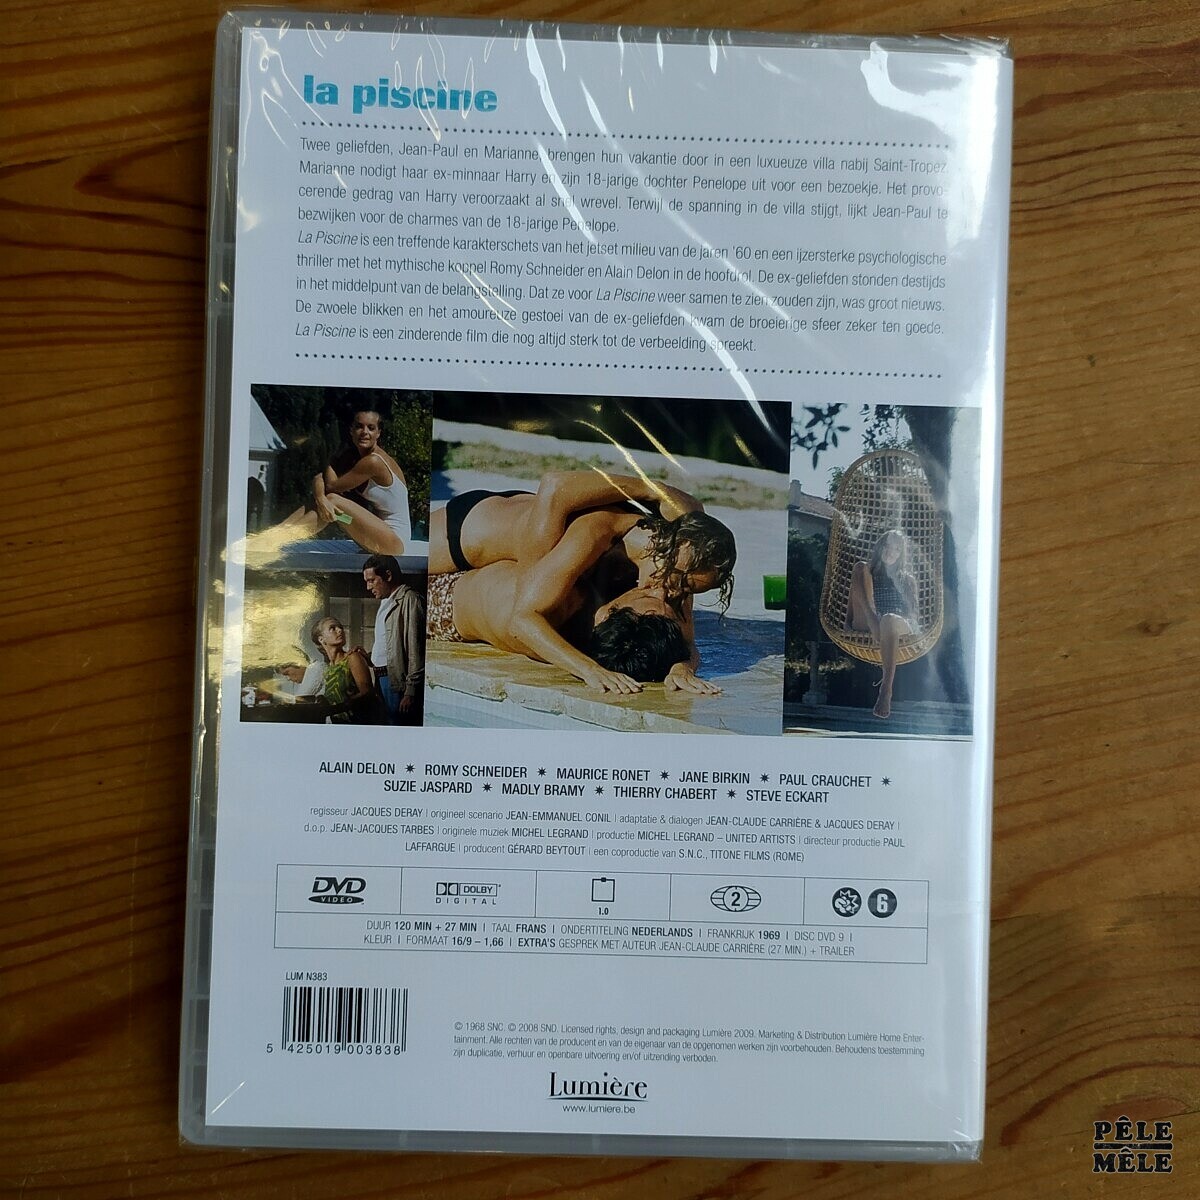 la piscine
Twee geliefden, Jean-Paul en Marianne, brengen hun vakantie door in een luxueuze villa nabij Saint-Tropez.
Marianne nodigt haar ex-minnaar Harry en zijn 18-jarige dochter Penelope uit voor een bezoekje. Het provo-
cerende gedrag van Harry veroorzaakt al snel wrevel. Terwijl de spanning in de villa stijgt, lijkt Jean-Paul te
bezwijken voor de charmes van de 18-jarige Penelope.
La Piscine is een treffende karakterschets van het jetset milieu van de jaren '60 en een ijzersterke psychologische
thriller met het mythische koppel Romy Schneider en Alain Delon in de hoofdrol. De ex-geliefden stonden destijds
in het middelpunt van de belangstelling. Dat ze voor La Piscine weer samen te zien zouden zijn, was groot nieuws.
De zwoele blikken en het amoureuze gestoei van de ex-geliefden kwam de broeierige sfeer zeker ten goede.
La Piscine is een zinderende film die nog altijd sterk tot de verbeelding spreekt.
ALAIN DELON ✷ ROMY SCHNEIDER ✷ MAURICE RONET ✷ JANE BIRKIN ✷ PAUL CRAUCHET ✷
SUZIE JASPARD ✷ MADLY BRAMY ✷ THIERRY CHABERT ✷ STEVE ECKART
regisseur JACQUES DERAY | origineel scenario JEAN-EMMANUEL CONIL | adaptatie & dialogen JEAN-CLAUDE CARRIÈRE & JACQUES DERAY |
d.o.p. JEAN-JACQUES TARBES | originele muziek MICHEL LEGRAND | productie MICHEL LEGRAND – UNITED ARTISTS | directeur productie PAUL
LAFFARGUE | producent GÉRARD BEYTOUT | een coproductie van S.N.C., TITONE FILMS (ROME)
DVD VIDEO
DOLBY DIGITAL
1.0
2
6
DUUR 120 MIN + 27 MIN | TAAL FRANS | ONDERTITELING NEDERLANDS | FRANKRIJK 1969 | DISC DVD 9 |
KLEUR | FORMAAT 16/9 – 1,66 | EXTRA'S GESPREK MET AUTEUR JEAN-CLAUDE CARRIÈRE (27 MIN.) + TRAILER
LUM N383
5 425019 003838
© 1968 SNC. © 2008 SND. Licensed rights, design and packaging Lumière 2009. Marketing & Distribution Lumière Home Enter-
tainment. Alle rechten van de producent en van de eigenaar van de opgenomen werken zijn voorbehouden. Behoudens toestemming
zijn duplicatie, verhuur en openbare uitvoering en/of uitzending verboden.
Lumière
www.lumiere.be
PÊLE
MÊLE